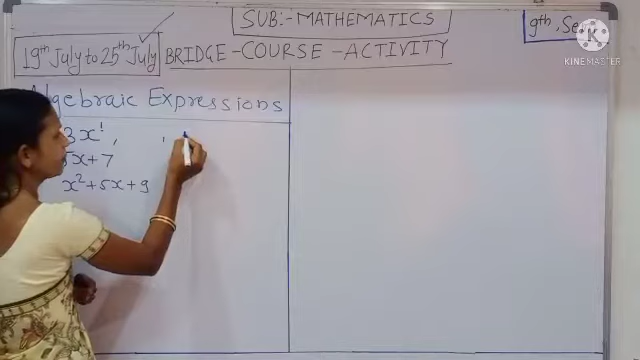 SUB:- MATHEMATICS
9th, Se
19th July to 25th July BRIDGE-COURSE-ACTIVITY
KINEMASTER
Algebraic Expressions
3x¹, ,
5x+7
x²+5x+9